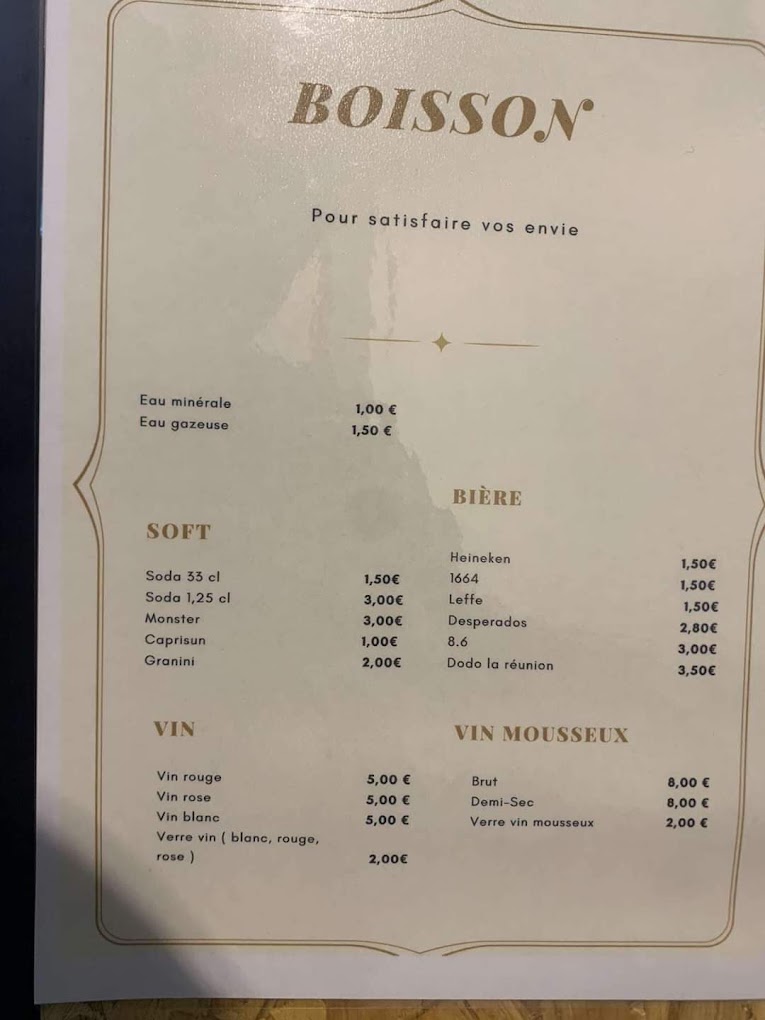 BOISSON
Pour satisfaire vos envie
Eau minérale 1,00 €
Eau gazeuse 1,50 €
SOFT
Soda 33 cl 1,50€
Soda 1,25 cl 3,00€
Monster 3,00€
Caprisun 1,00€
Granini 2,00€
BIÈRE
Heineken 1,50€
1664 1,50€
Leffe 1,50€
Desperados 2,80€
8.6 3,00€
Dodo la réunion 3,50€
VIN
Vin rouge 5,00 €
Vin rose 5,00 €
Vin blanc 5,00 €
Verre vin ( blanc, rouge,
rose ) 2,00€
VIN MOUSSEUX
Brut 8,00 €
Demi-Sec 8,00 €
Verre vin mousseux 2,00 €